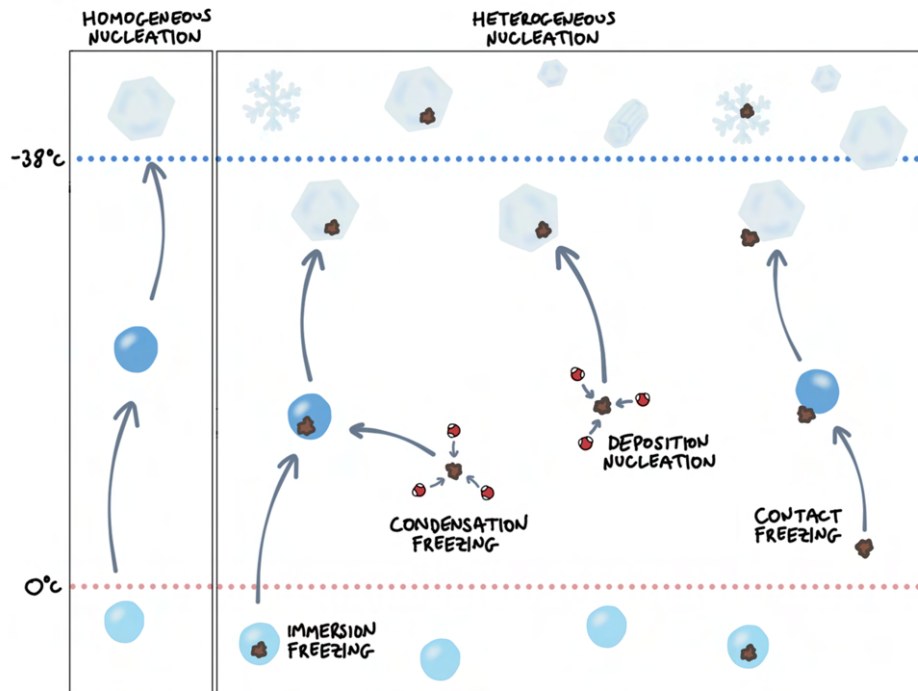 HOMOGENEOUS
NUCLEATION
HETEROGENEOUS
NUCLEATION
-38°C
DEPOSITION
NUCLEATION
CONDENSATION
FREEZING
CONTACT
FREEZING
0°C
IMMERSION
FREEZING